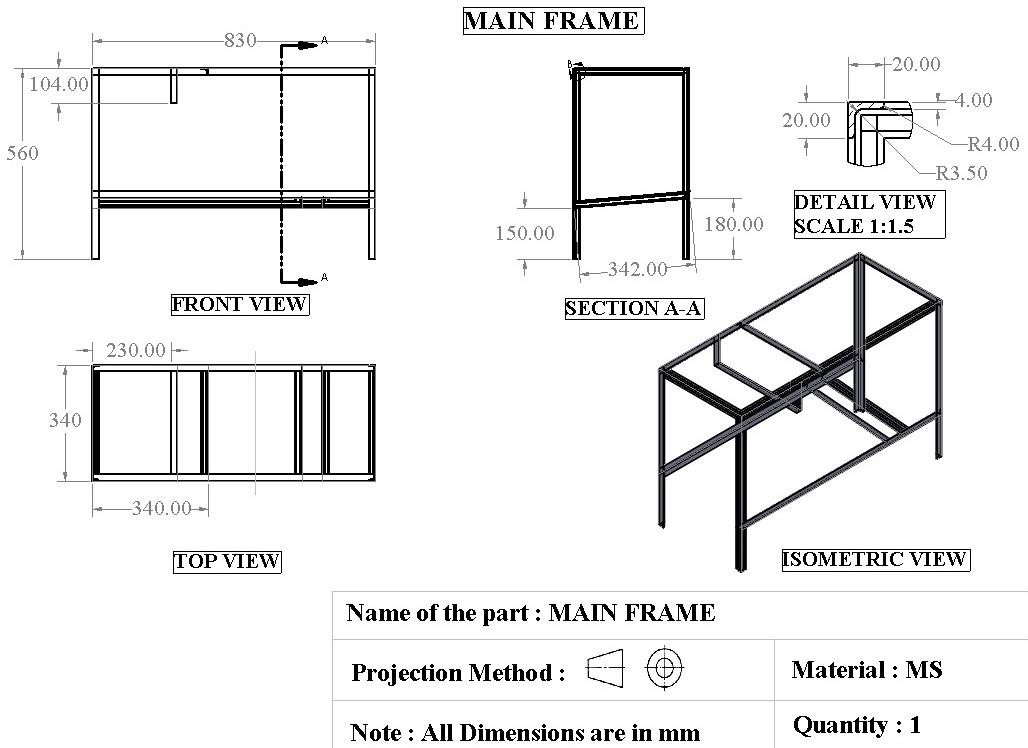 MAIN FRAME
830
A
104.00
560
A
FRONT VIEW
B
150.00
180.00
342.00
SECTION A-A
20.00
4.00
20.00
R4.00
R3.50
DETAIL VIEW
SCALE 1:1.5
230.00
340
340.00
TOP VIEW
ISOMETRIC VIEW
Name of the part : MAIN FRAME
Projection Method :
Material : MS
Note : All Dimensions are in mm
Quantity : 1